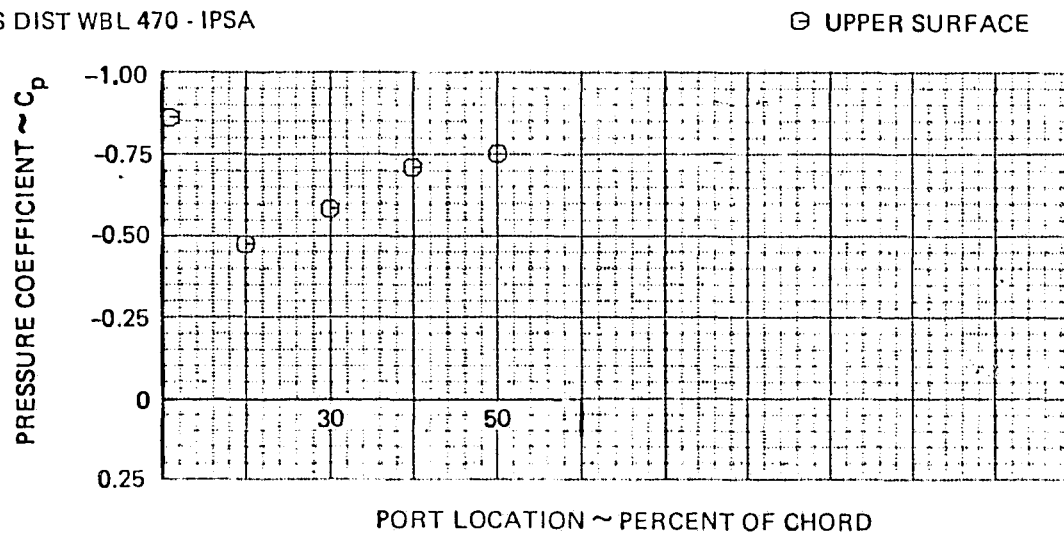 S DIST WBL 470 - IPSA
UPPER SURFACE
PRESSURE COEFFICIENT ~ Cp
-1.00
-0.75
-0.50
-0.25
0
0.25
30
50
PORT LOCATION ~ PERCENT OF CHORD